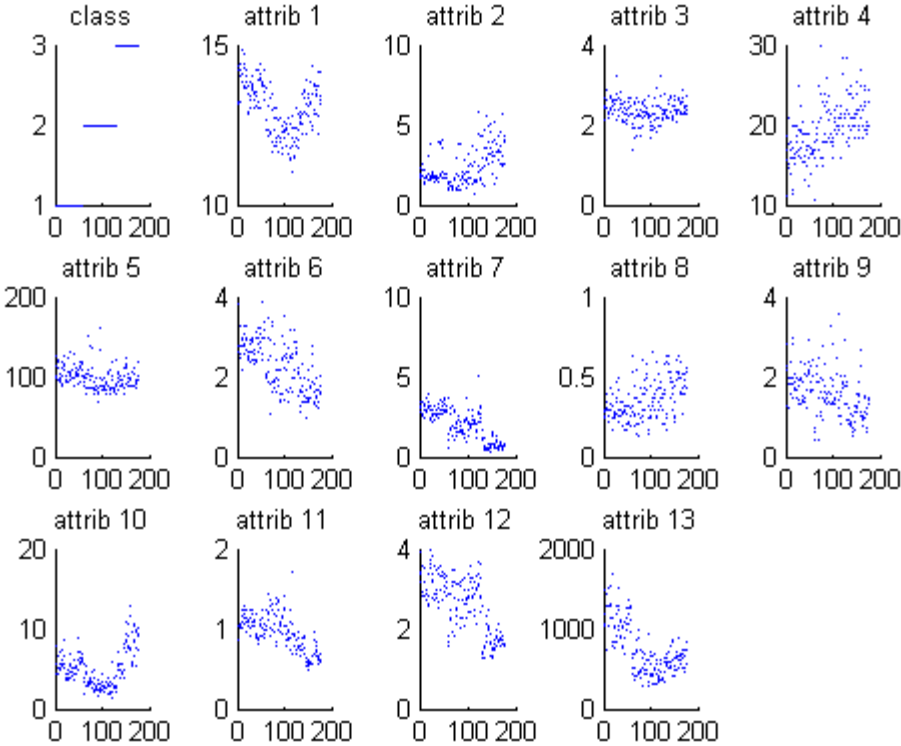 class attrib 1 attrib 2 attrib 3 attrib 4
3 15 10 4 30
2 5 2 20
1 10 0 0 10
0 100 200 0 100 200 0 100 200 0 100 200 0 100 200
attrib 5 attrib 6 attrib 7 attrib 8 attrib 9
200 4 10 1 4
100 2 5 0.5 2
0 0 0 0 0
0 100 200 0 100 200 0 100 200 0 100 200 0 100 200
attrib 10 attrib 11 attrib 12 attrib 13
20 2 4 2000
10 1 2 1000
0 0 0 0
0 100 200 0 100 200 0 100 200 0 100 200